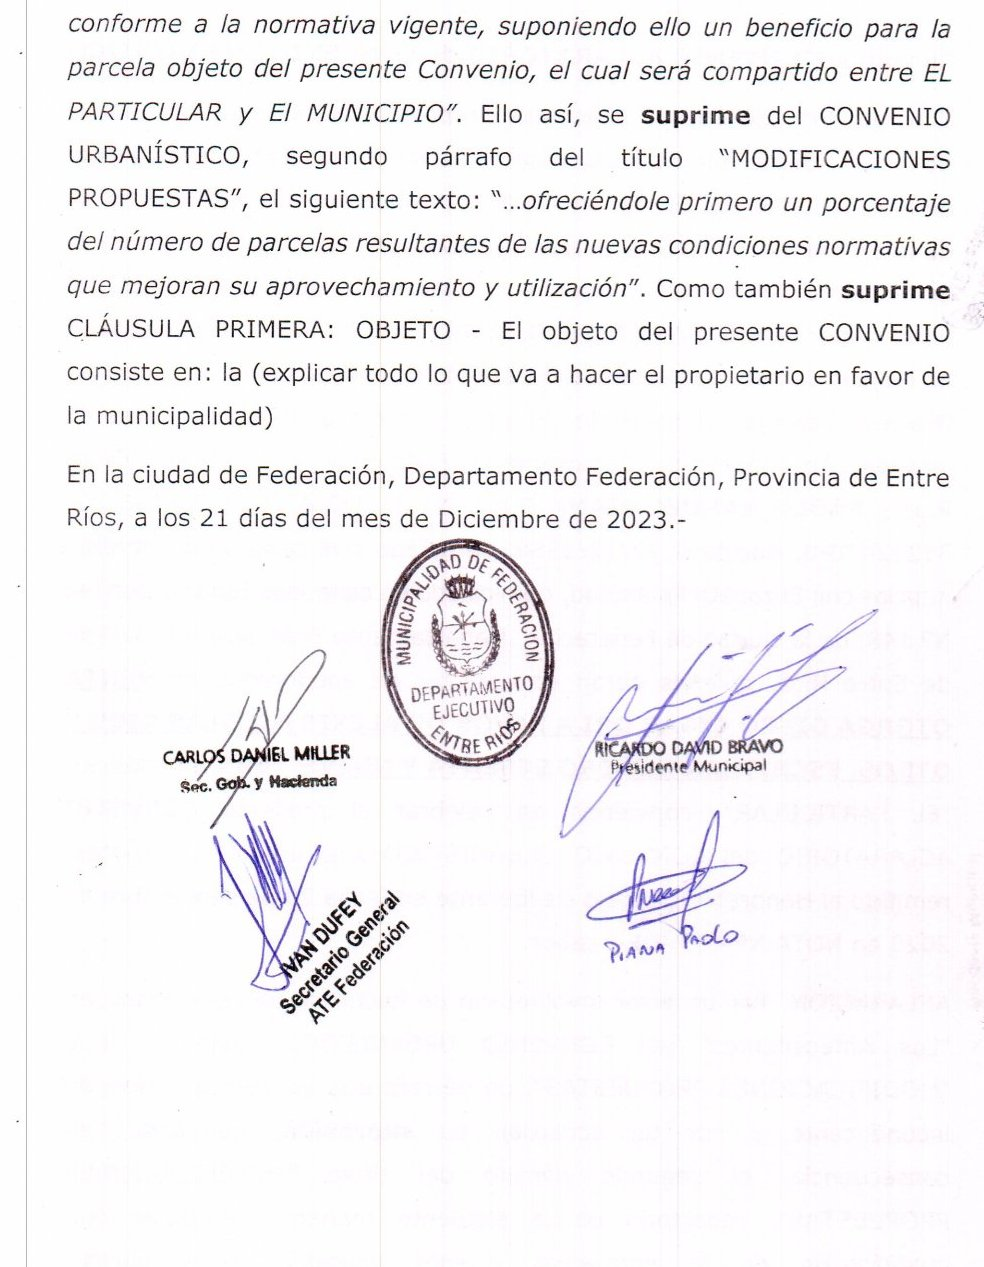 conforme a la normativa vigente, suponiendo ello un beneficio para la
parcela objeto del presente Convenio, el cual será compartido entre EL
PARTICULAR y El MUNICIPIO”. Ello así, se suprime del CONVENIO
URBANÍSTICO, segundo párrafo del título “MODIFICACIONES
PROPUESTAS”, el siguiente texto: “...ofreciéndole primero un porcentaje
del número de parcelas resultantes de las nuevas condiciones normativas
que mejoran su aprovechamiento y utilización”. Como también suprime
CLÁUSULA PRIMERA: OBJETO - El objeto del presente CONVENIO
consiste en: la (explicar todo lo que va a hacer el propietario en favor de
la municipalidad)
En la ciudad de Federación, Departamento Federación, Provincia de Entre
Ríos, a los 21 días del mes de Diciembre de 2023.-
MUNICIPALIDAD DE FEDERACION
DEPARTAMENTO
EJECUTIVO
ENTRE RIOS
CARLOS DANIEL MILLER
Sec. Gob. y Hacienda
RICARDO DAVID BRAVO
Presidente Municipal
IVAN DUFEY
Secretario General
ATE Federación
PIANA PAOLO